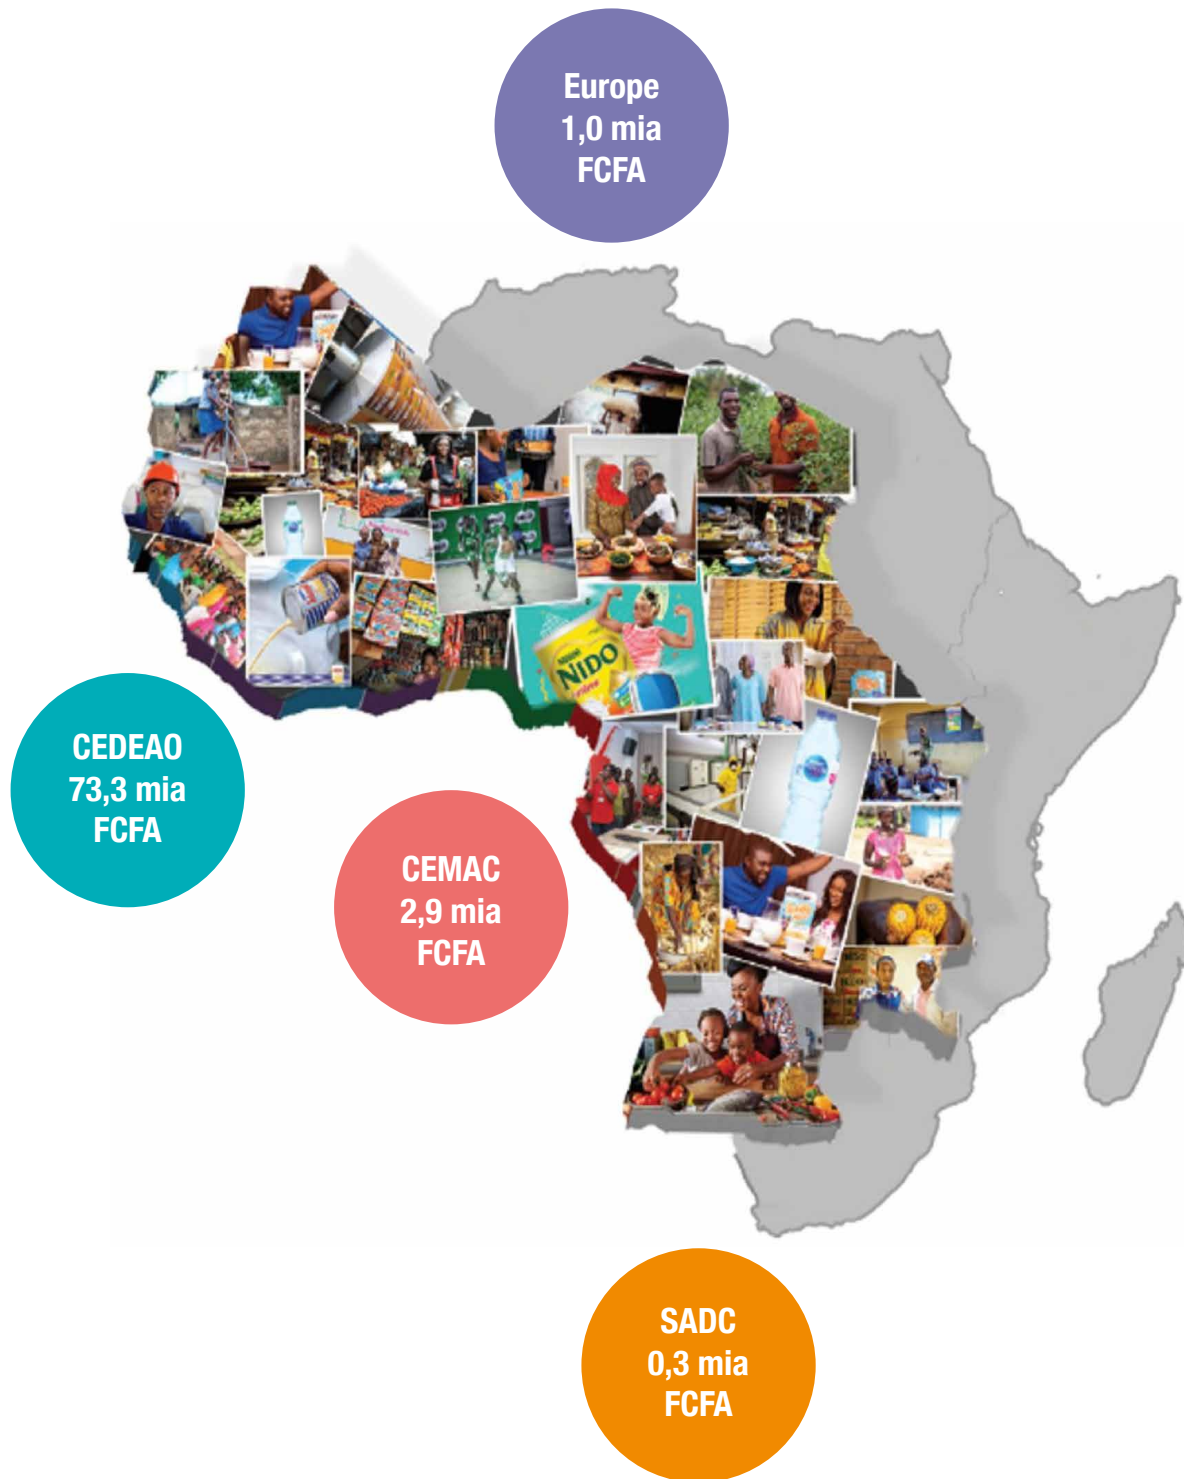 Europe
1,0 mia
FCFA
Nestlé
NIDO
CEDEAO
73,3 mia
FCFA
CEMAC
2,9 mia
FCFA
SADC
0,3 mia
FCFA